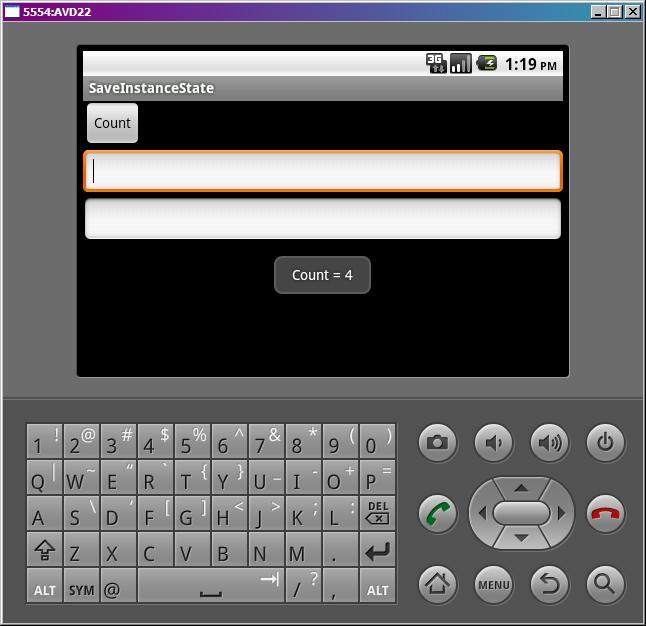 5554:AVD22
3G 1:19 PM
SaveInstanceState
Count
Count = 4
1 ! 2 @ 3 # 4 $ 5 % 6 ^ 7 & 8 * 9 ( 0 )
Q | W ~ E " R ` T { Y } U _ I - O + P =
A S \ D ' F [ G ] H < J > K ; L : DEL
Z X C V B N M .
ALT SYM @ / ? , ALT
MENU